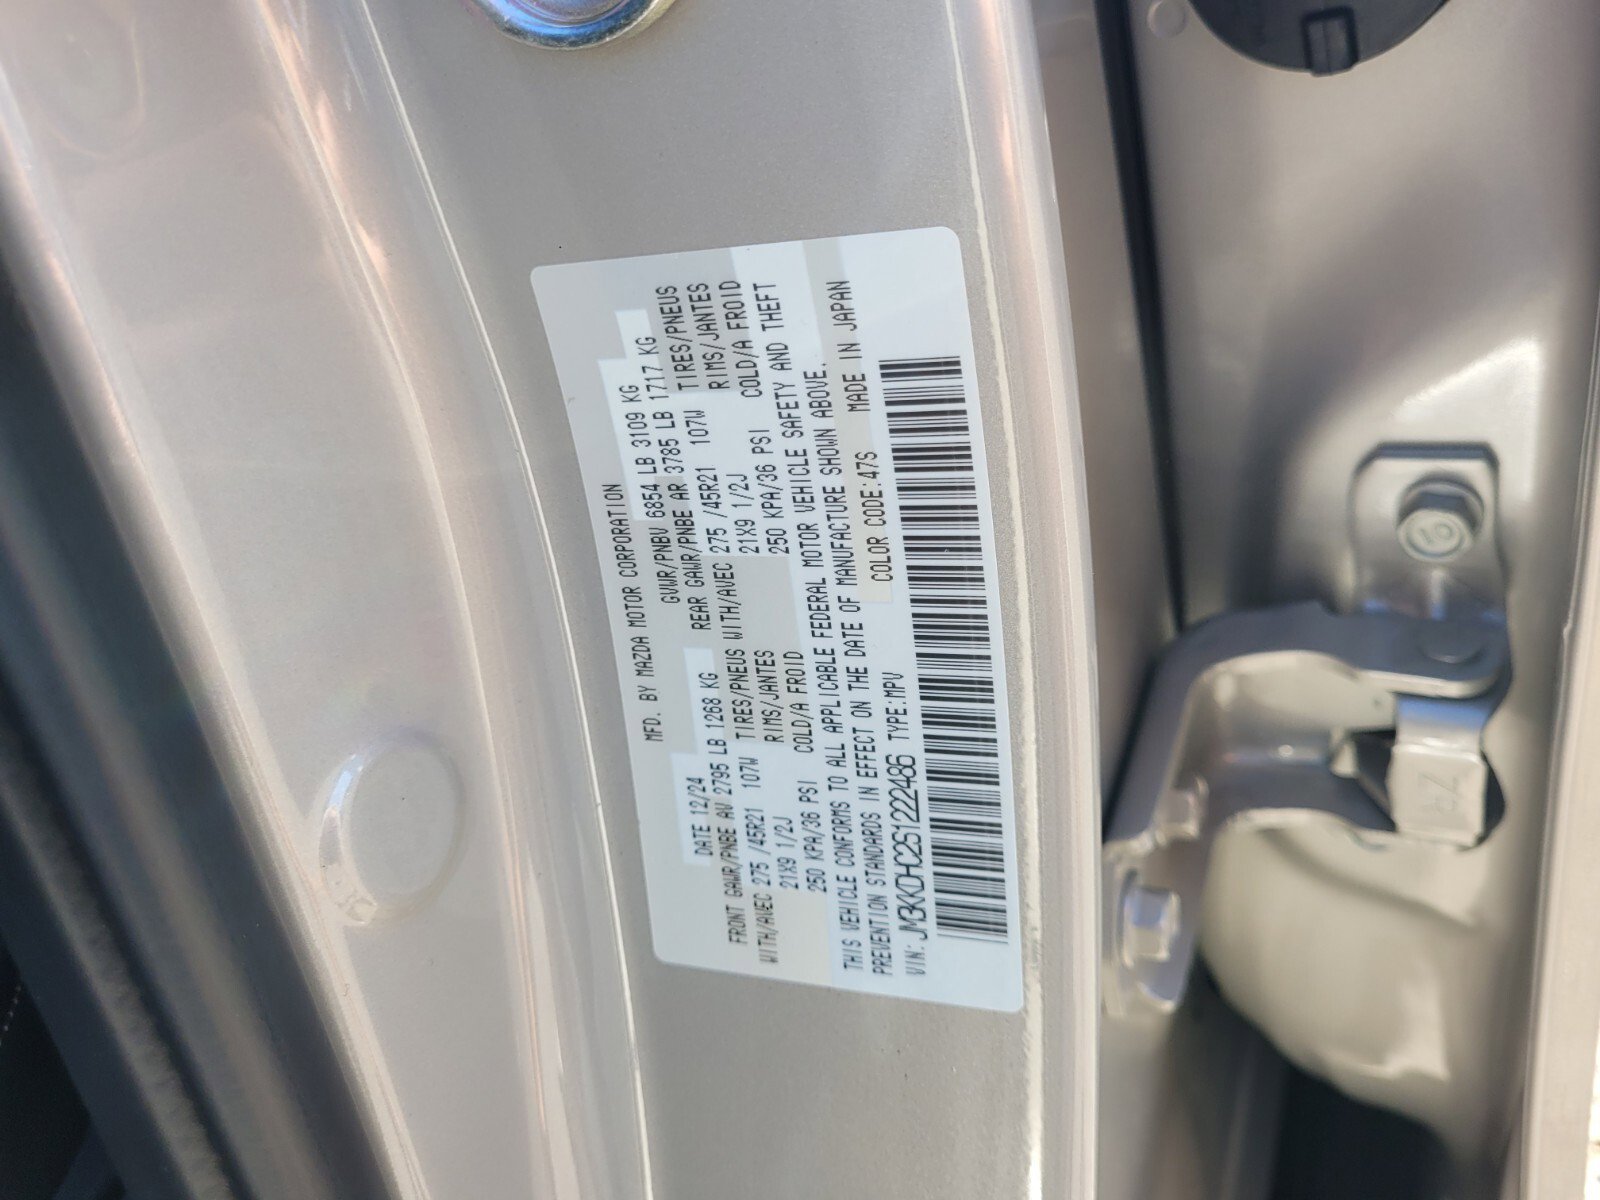 MFD. BY MAZDA MOTOR CORPORATION
DATE 12/24 GVWR/PNBV 6854 LB 3109 KG
FRONT GAWR/PNBE AV 2795 LB 1268 KG REAR GAWR/PNBE AR 3785 LB 1717 KG
WITH/AVEC 275 /45R21 107W TIRES/PNEUS WITH/AVEC 275 /45R21 107W TIRES/PNEUS
21X9 1/2J RIMS/JANTES 21X9 1/2J RIMS/JANTES
250 KPA/36 PSI COLD/A FROID 250 KPA/36 PSI COLD/A FROID
THIS VEHICLE CONFORMS TO ALL APPLICABLE FEDERAL MOTOR VEHICLE SAFETY AND THEFT
PREVENTION STANDARDS IN EFFECT ON THE DATE OF MANUFACTURE SHOWN ABOVE.
VIN: JM3KKDHC2S1222486 TYPE:MPV COLOR CODE:47S MADE IN JAPAN